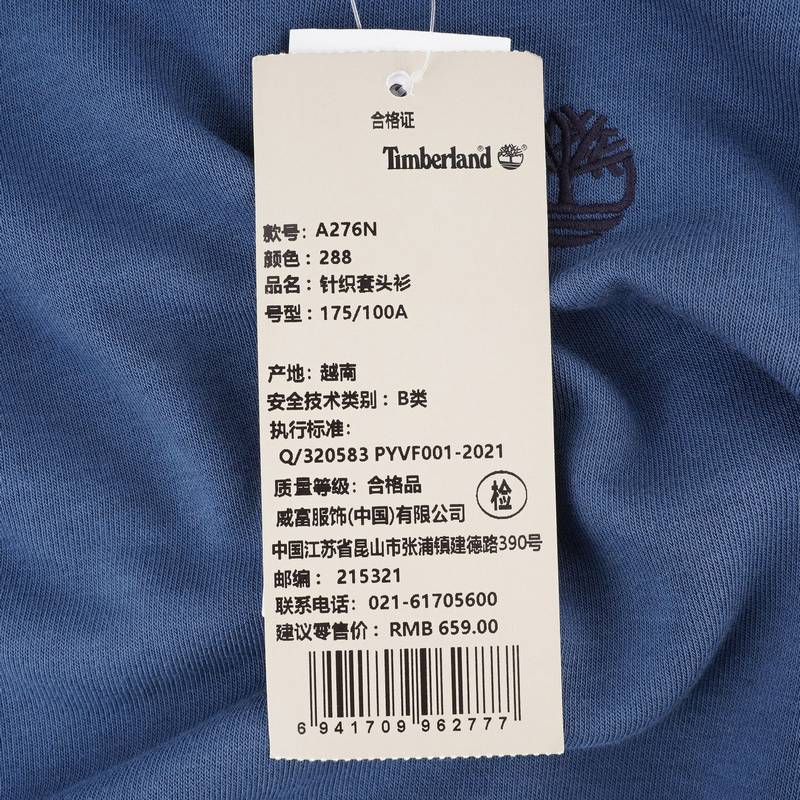 合格证
Timberland®
款号：A276N
颜色：288
品名：针织套头衫
号型：175/100A
产地：越南
安全技术类别：B类
执行标准：
Q/320583 PYVF001-2021
质量等级：合格品
检
威富服饰(中国)有限公司
中国江苏省昆山市张浦镇建德路390号
邮编：215321
联系电话：021-61705600
建议零售价：RMB 659.00
6 941709 962777